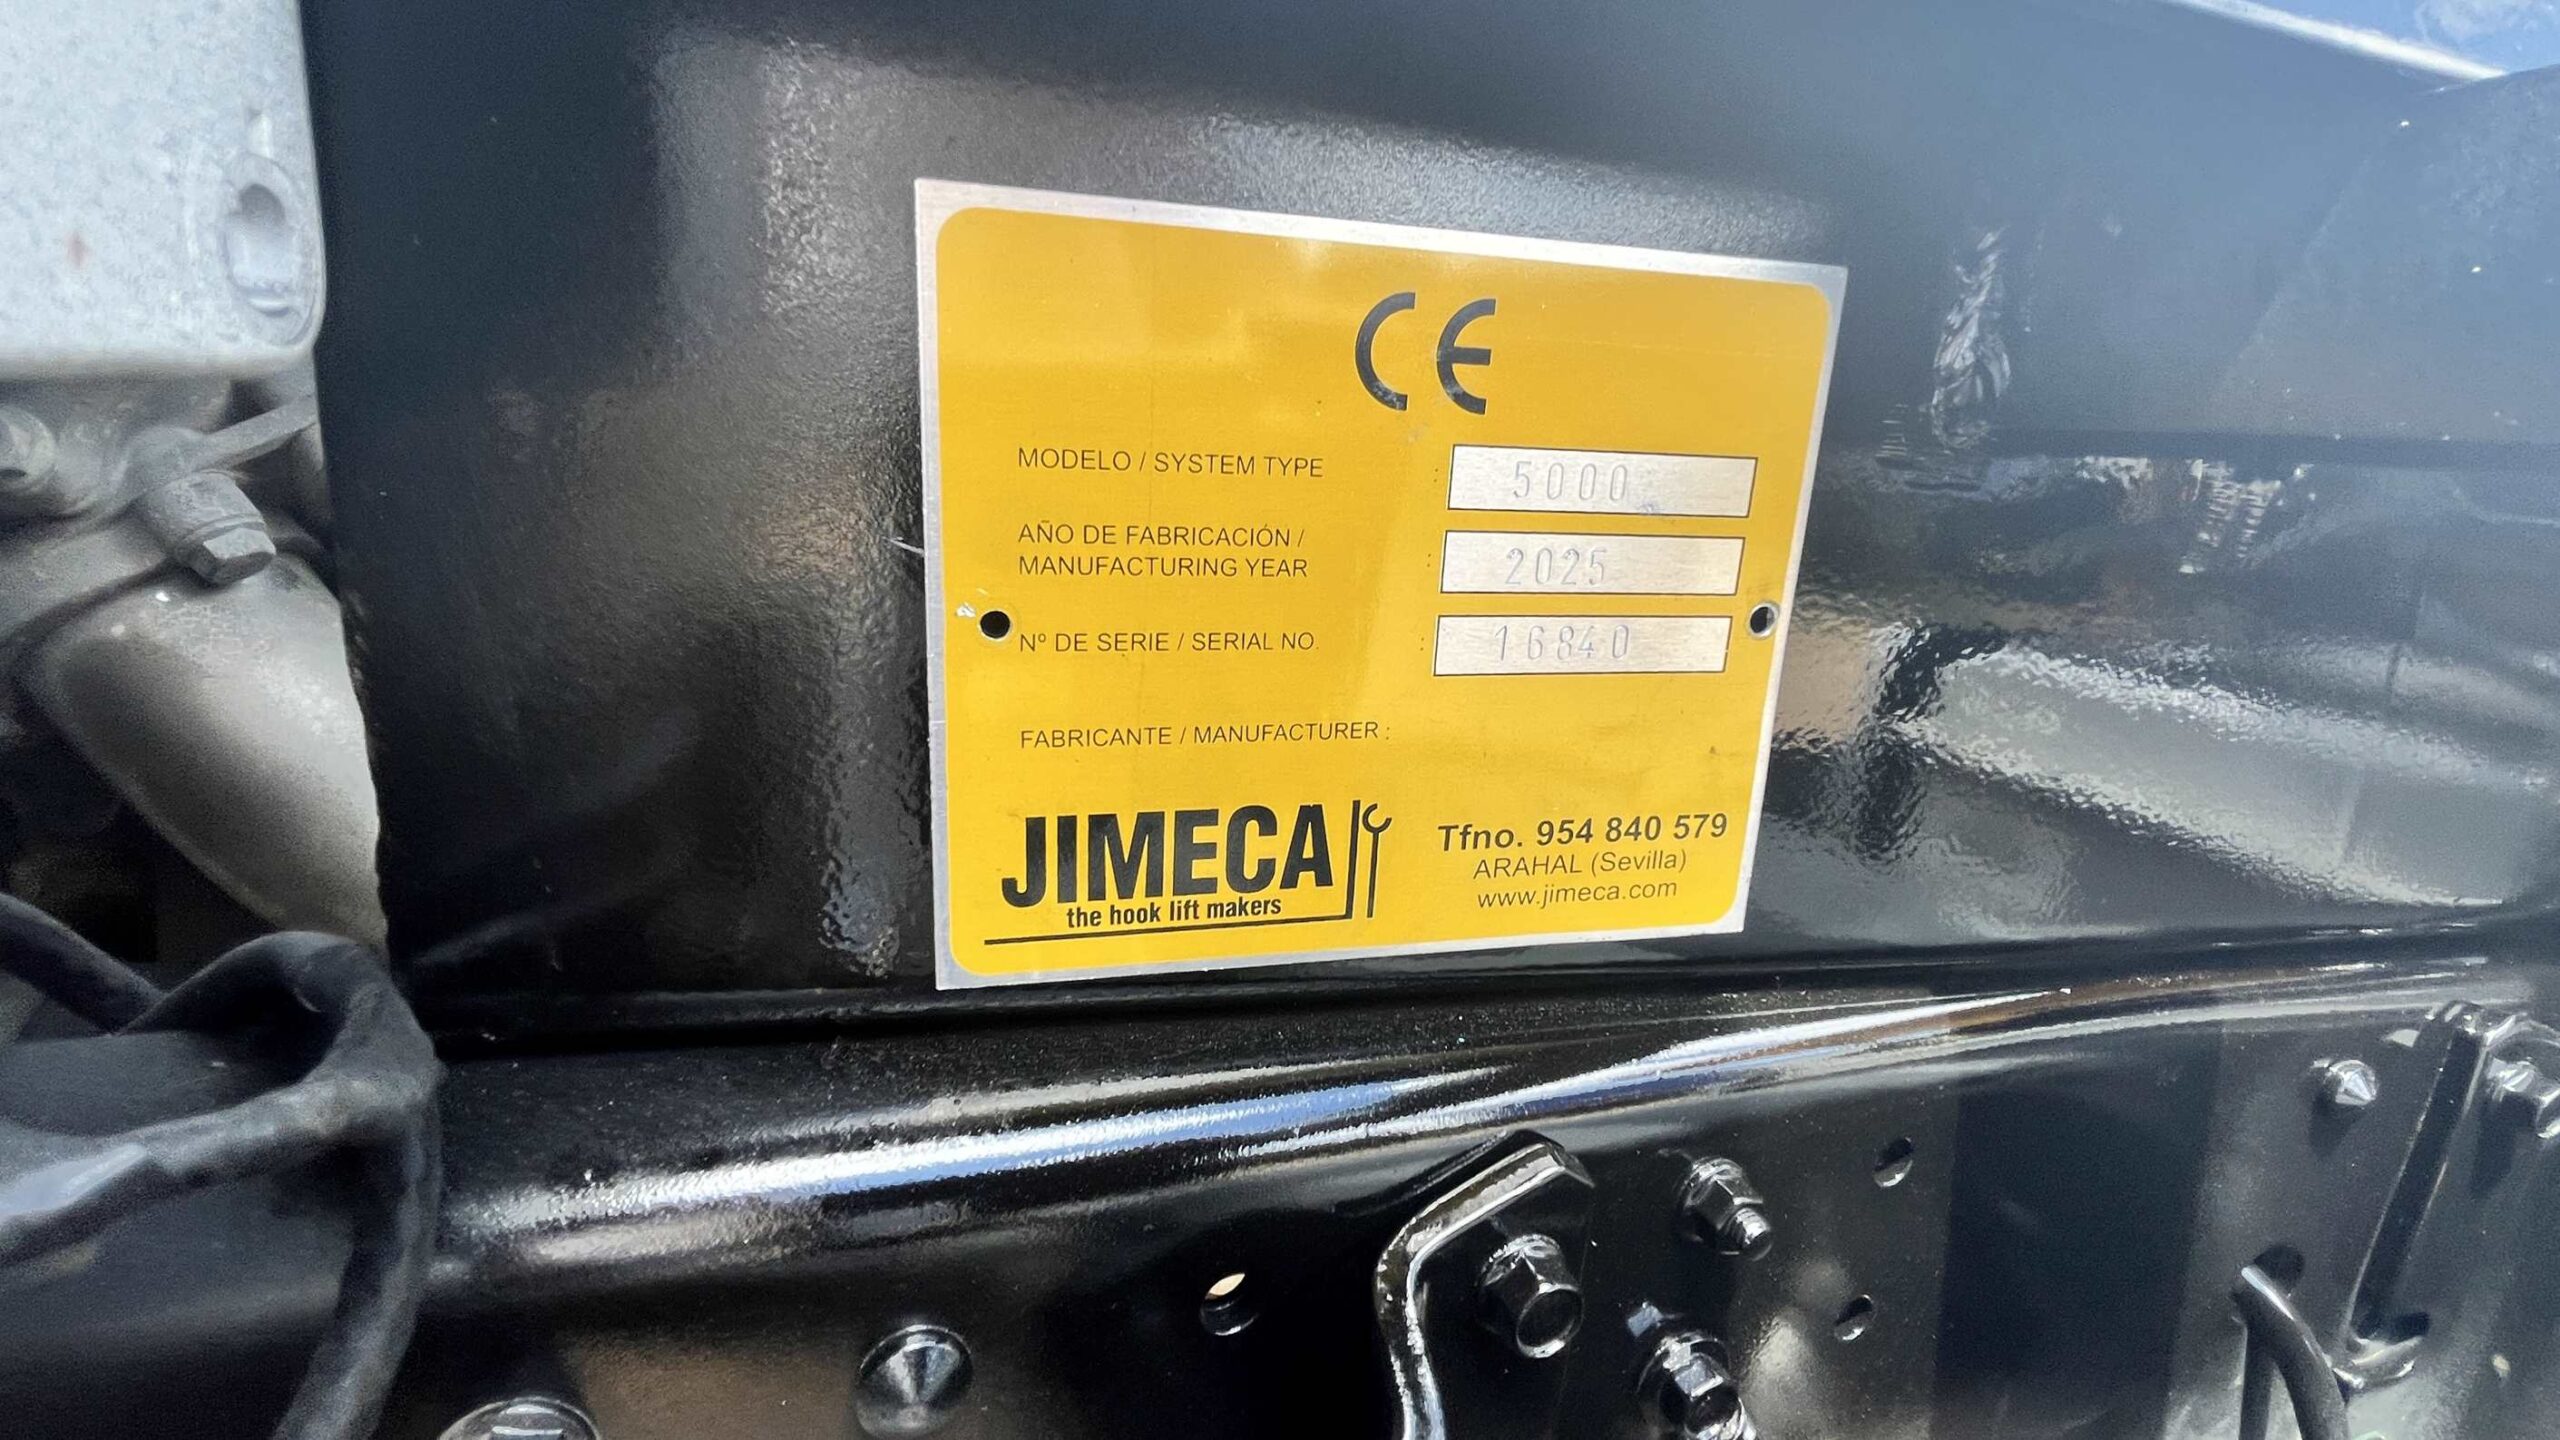 CE
MODELO / SYSTEM TYPE : 5000
AÑO DE FABRICACIÓN /
MANUFACTURING YEAR : 2025
Nº DE SERIE / SERIAL NO. : 16840
FABRICANTE / MANUFACTURER :
JIMECA
the hook lift makers
Tfno. 954 840 579
ARAHAL (Sevilla)
www.jimeca.com